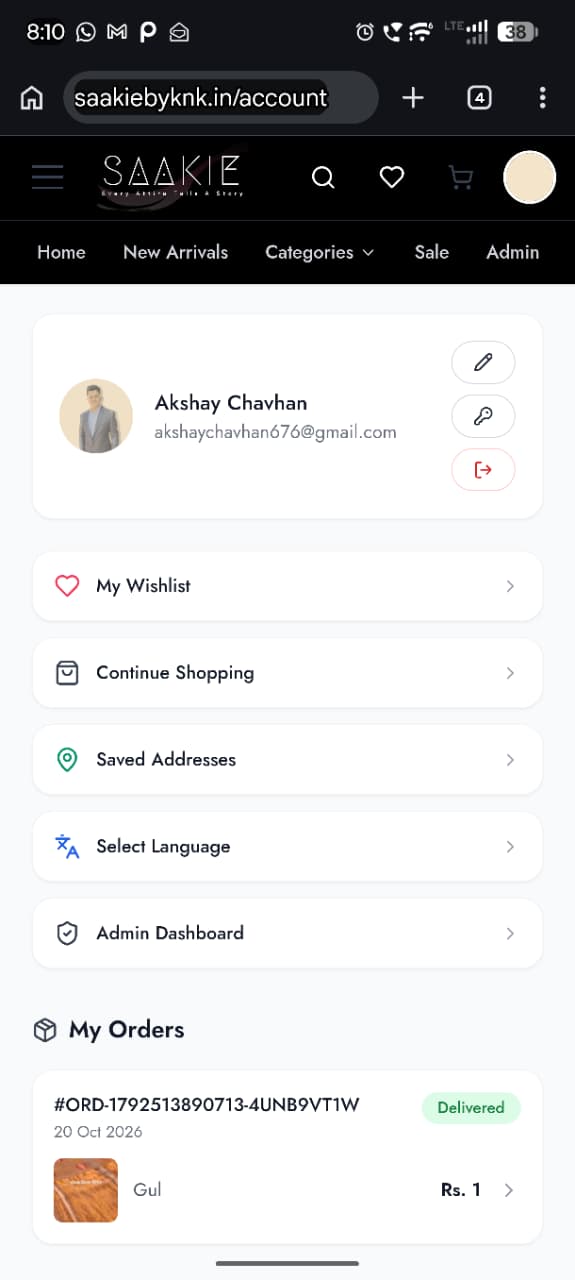 8:10
LTE
38
saakiebyknk.in/account
4
SAAKIE
Every Attire Tells A Story
Home New Arrivals Categories Sale Admin
Akshay Chavhan
akshaychavhan676@gmail.com
My Wishlist
Continue Shopping
Saved Addresses
Select Language
Admin Dashboard
My Orders
#ORD-1792513890713-4UNB9VT1W
Delivered
20 Oct 2026
Gul
Rs. 1